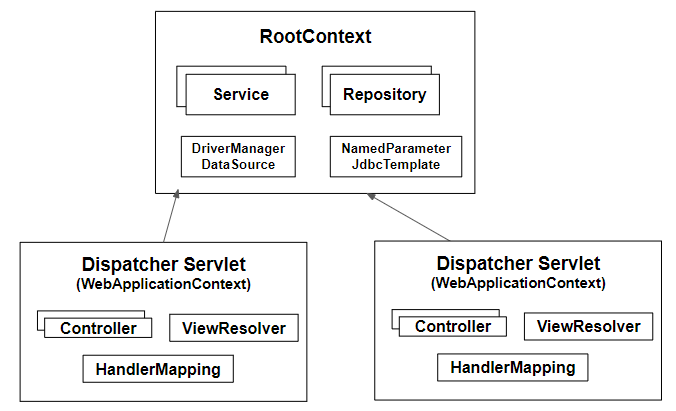 RootContext
Service
Repository
DriverManager
DataSource
NamedParameter
JdbcTemplate
Dispatcher Servlet
(WebApplicationContext)
Controller
ViewResolver
HandlerMapping
Dispatcher Servlet
(WebApplicationContext)
Controller
ViewResolver
HandlerMapping